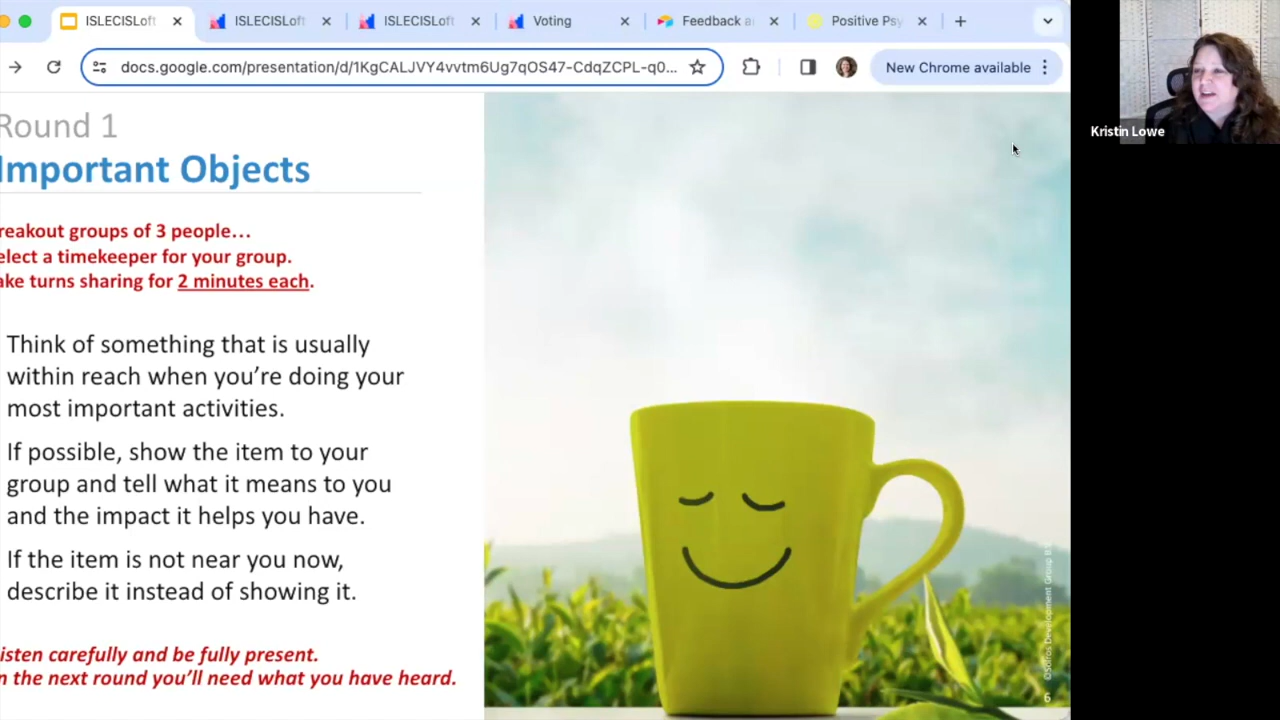 ISLECISLoft
ISLECISLoft
ISLECISLoft
Voting
Feedback a
Positive Psy
docs.google.com/presentation/d/1KgCALJVY4vvtm6Ug7qOS47-CdqZCPL-q0...
New Chrome available
Kristin Lowe
Round 1
Important Objects
reakout groups of 3 people…
elect a timekeeper for your group.
ake turns sharing for 2 minutes each.
Think of something that is usually
within reach when you're doing your
most important activities.
If possible, show the item to your
group and tell what it means to you
and the impact it helps you have.
If the item is not near you now,
describe it instead of showing it.
isten carefully and be fully present.
n the next round you'll need what you have heard.
Development Group B.V.
6